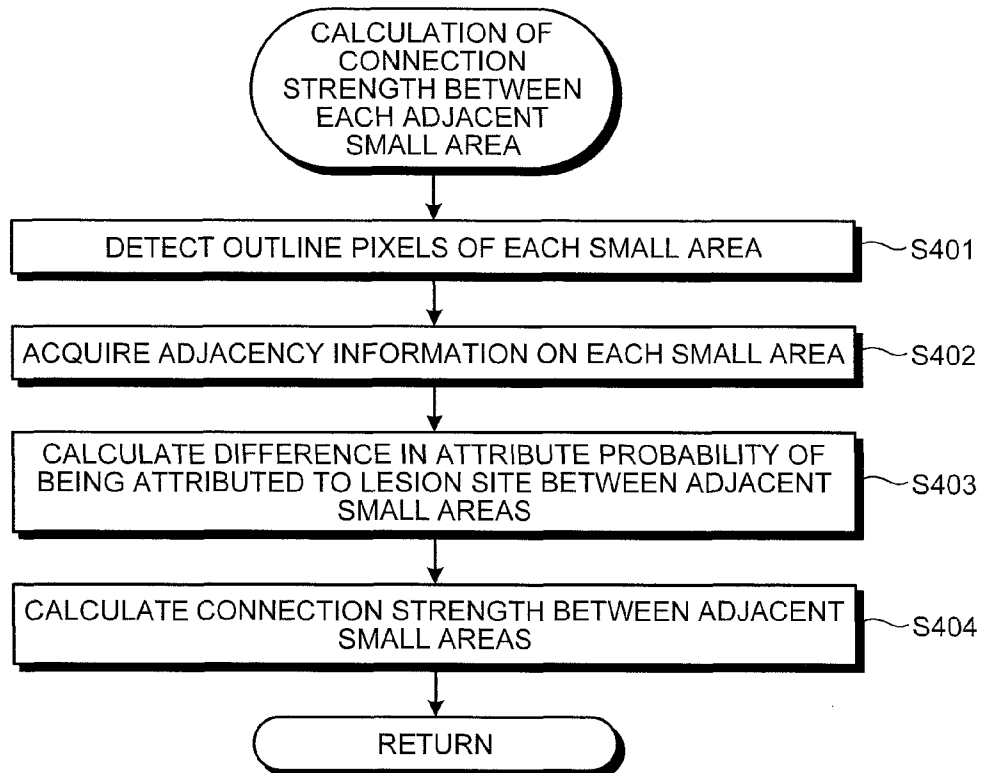 CALCULATION OF
CONNECTION
STRENGTH BETWEEN
EACH ADJACENT
SMALL AREA
DETECT OUTLINE PIXELS OF EACH SMALL AREA
S401
ACQUIRE ADJACENCY INFORMATION ON EACH SMALL AREA
S402
CALCULATE DIFFERENCE IN ATTRIBUTE PROBABILITY OF
BEING ATTRIBUTED TO LESION SITE BETWEEN ADJACENT
SMALL AREAS
S403
CALCULATE CONNECTION STRENGTH BETWEEN ADJACENT
SMALL AREAS
S404
RETURN